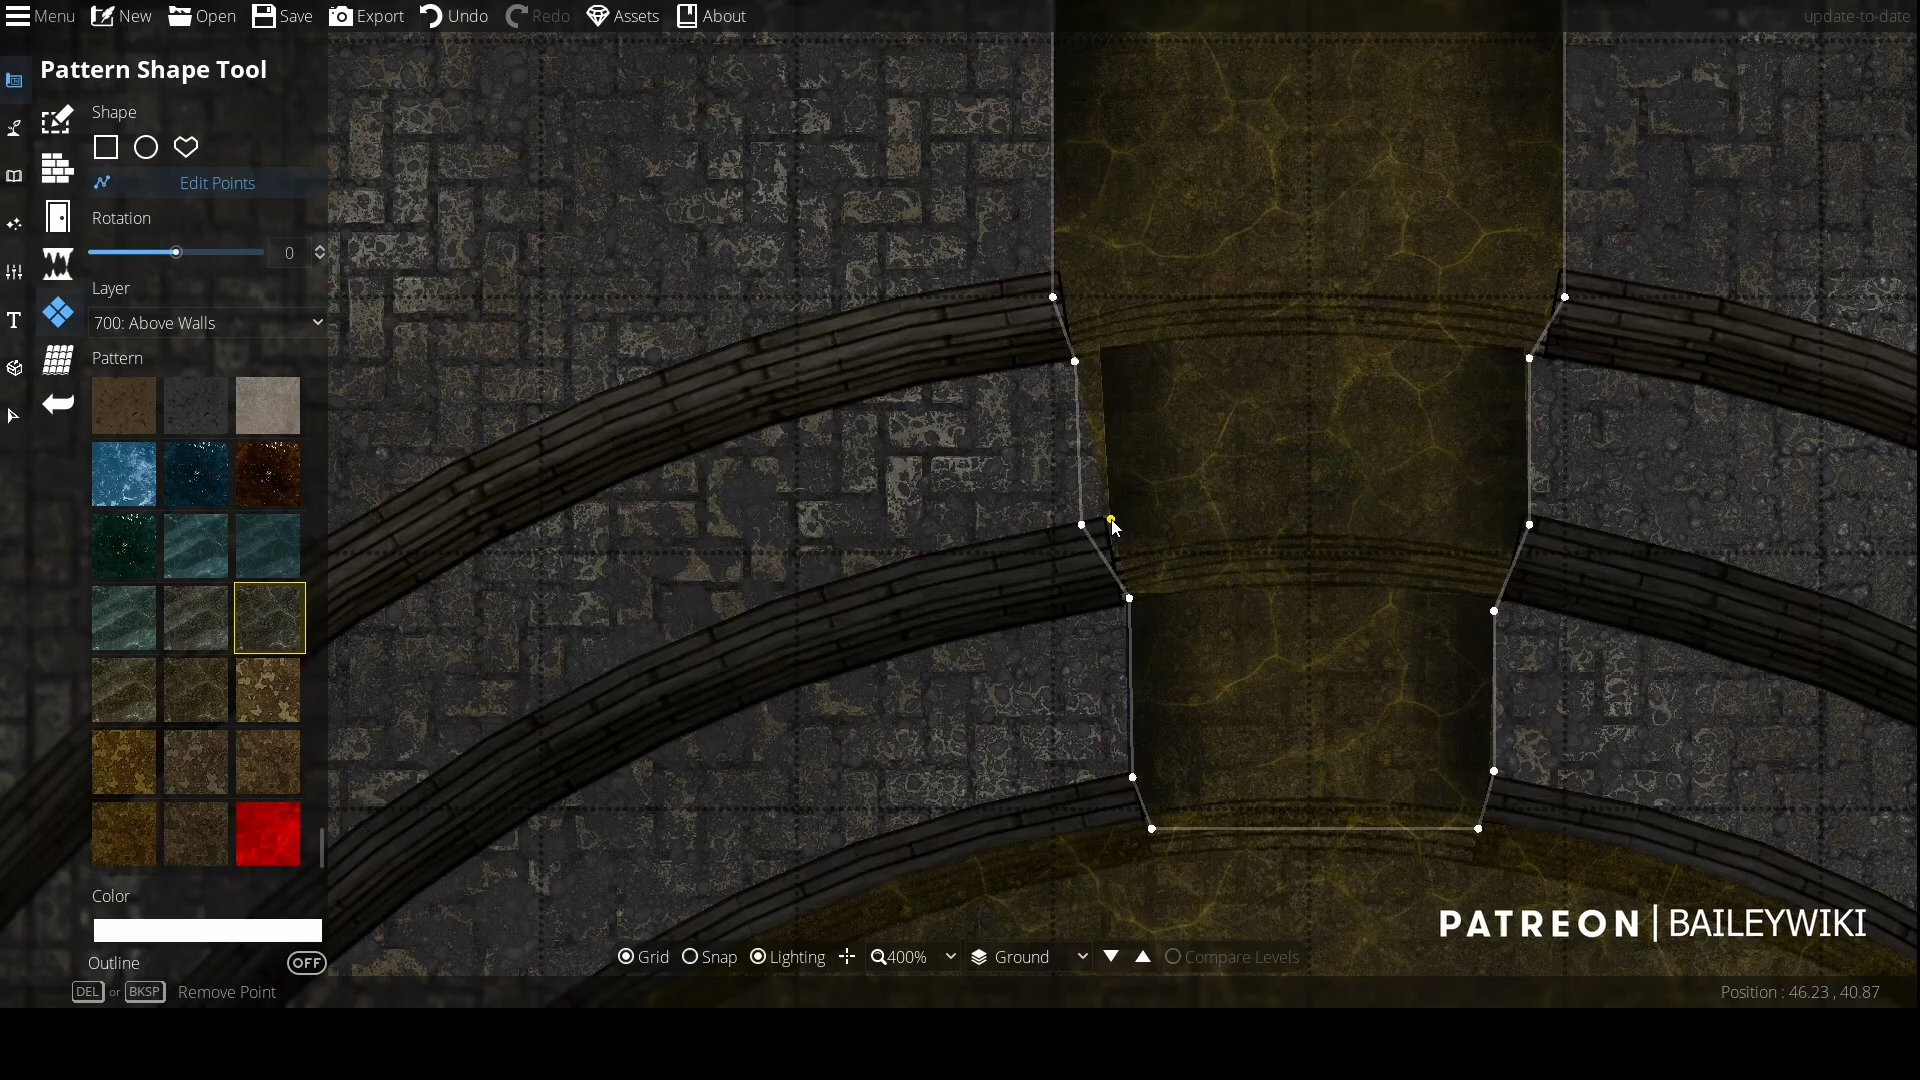 Menu New Open Save Export Undo Redo Assets About update-to-date
Pattern Shape Tool
Shape
Edit Points
Rotation
0
Layer
700: Above Walls
Pattern
Color
Outline OFF
DEL or BKSP Remove Point
Grid Snap Lighting 400% Ground Compare Levels
PATREON | BAILEYWIKI
Position : 46.23 , 40.87